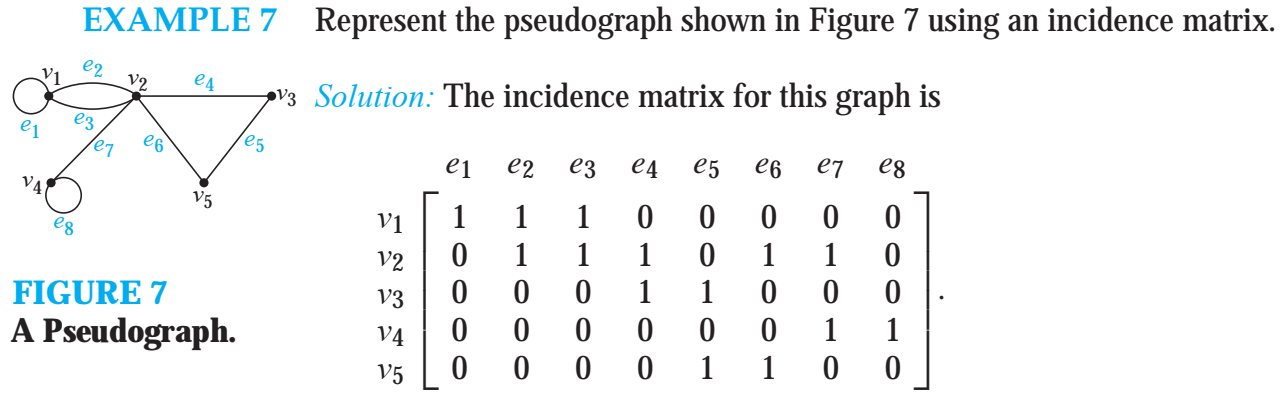 EXAMPLE 7 Represent the pseudograph shown in Figure 7 using an incidence matrix.
v1 e2 v2 e4 v3
e1 e3 e7 e6 e5
v4 v5
e8
FIGURE 7
A Pseudograph.
Solution: The incidence matrix for this graph is
e1 e2 e3 e4 e5 e6 e7 e8
v1 1 1 1 0 0 0 0 0
v2 0 1 1 1 0 1 1 0
v3 0 0 0 1 1 0 0 0 .
v4 0 0 0 0 0 0 1 1
v5 0 0 0 0 1 1 0 0